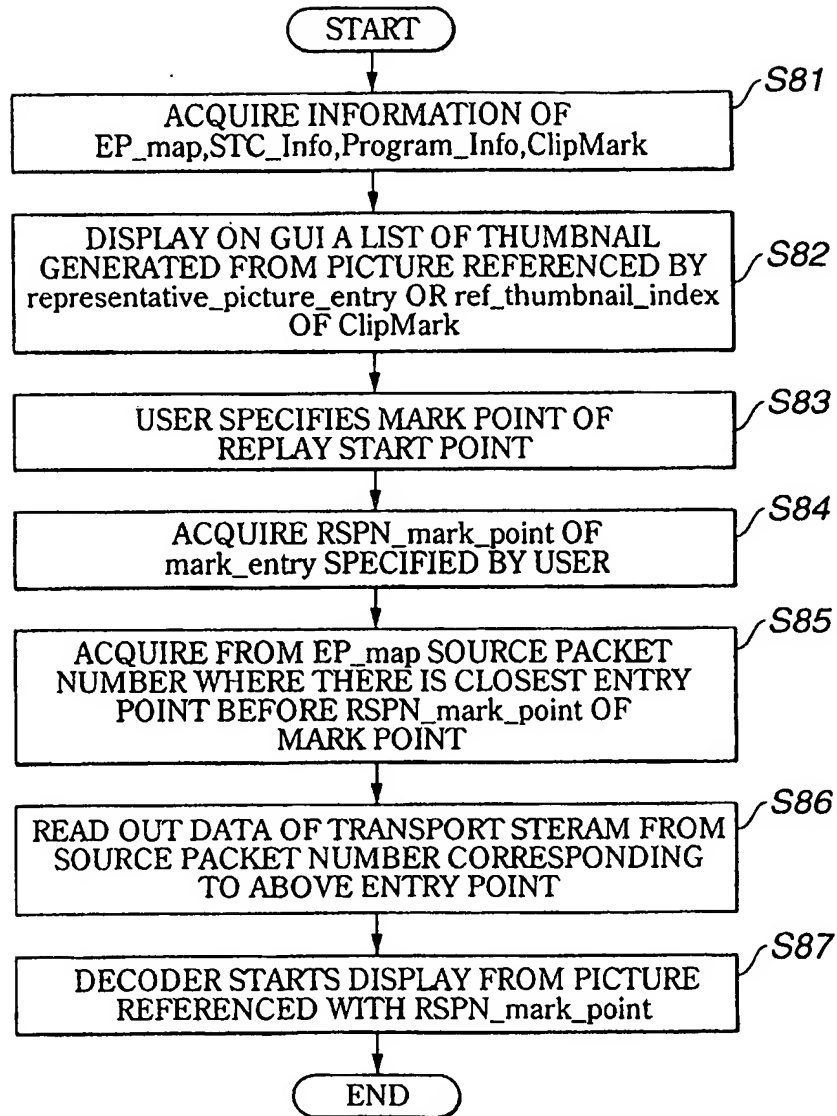 START
S81
ACQUIRE INFORMATION OF
EP_map,STC_Info,Program_Info,ClipMark
S82
DISPLAY ON GUI A LIST OF THUMBNAIL
GENERATED FROM PICTURE REFERENCED BY
representative_picture_entry OR ref_thumbnail_index
OF ClipMark
S83
USER SPECIFIES MARK POINT OF
REPLAY START POINT
S84
ACQUIRE RSPN_mark_point OF
mark_entry SPECIFIED BY USER
S85
ACQUIRE FROM EP_map SOURCE PACKET
NUMBER WHERE THERE IS CLOSEST ENTRY
POINT BEFORE RSPN_mark_point OF
MARK POINT
S86
READ OUT DATA OF TRANSPORT STERAM FROM
SOURCE PACKET NUMBER CORRESPONDING
TO ABOVE ENTRY POINT
S87
DECODER STARTS DISPLAY FROM PICTURE
REFERENCED WITH RSPN_mark_point
END